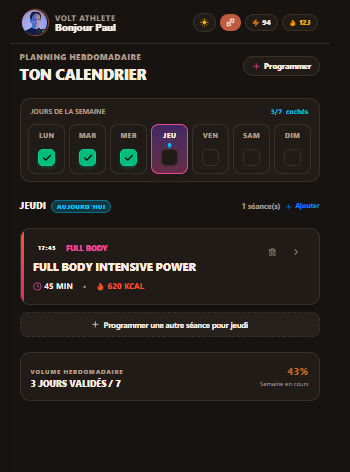 VOLT ATHLETE
Bonjour Paul
94
12J
PLANNING HEBDOMADAIRE
TON CALENDRIER
+ Programmer
JOURS DE LA SEMAINE
3/7 cochés
LUN MAR MER JEU VEN SAM DIM
JEUDI AUJOURD'HUI
1 séance(s) + Ajouter
17:45 FULL BODY
FULL BODY INTENSIVE POWER
45 MIN • 620 KCAL
+ Programmer une autre séance pour jeudi
VOLUME HEBDOMADAIRE
3 JOURS VALIDÉS / 7
43%
Semaine en cours